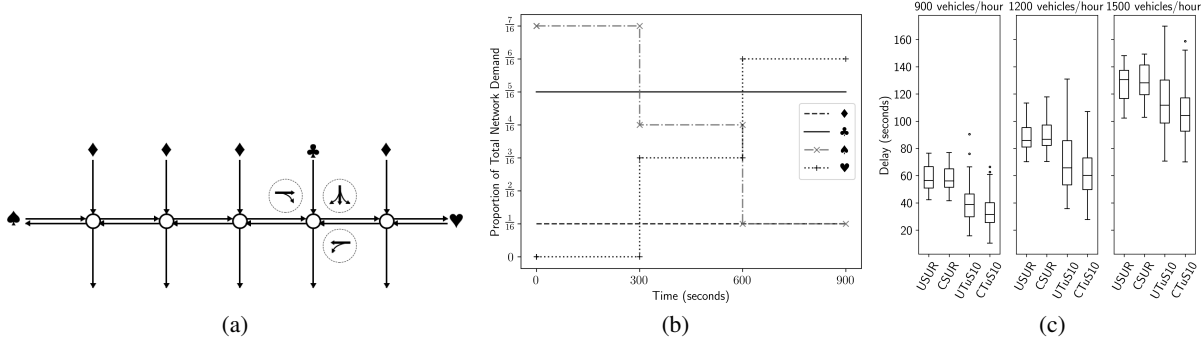 900 vehicles/hour 1200 vehicles/hour 1500 vehicles/hour
♦ ♦ ♦ ♣ ♦
♠ ♥
(a)
Proportion of Total Network Demand
7/16
6/16
5/16
4/16
3/16
2/16
1/16
0
♦
♣
♠
♥
0 300 600 900
Time (seconds)
(b)
Delay (seconds)
160
140
120
100
80
60
40
20
USUR CSUR UTuS10 CTuS10 USUR CSUR UTuS10 CTuS10 USUR CSUR UTuS10 CTuS10
(c)